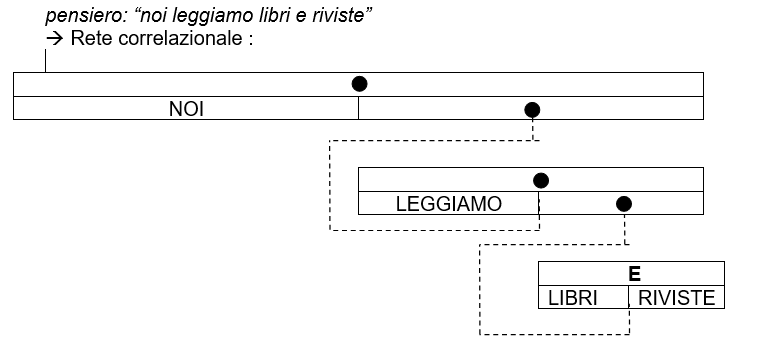 pensiero: “noi leggiamo libri e riviste”
→ Rete correlazionale :
NOI
LEGGIAMO
E
LIBRI RIVISTE